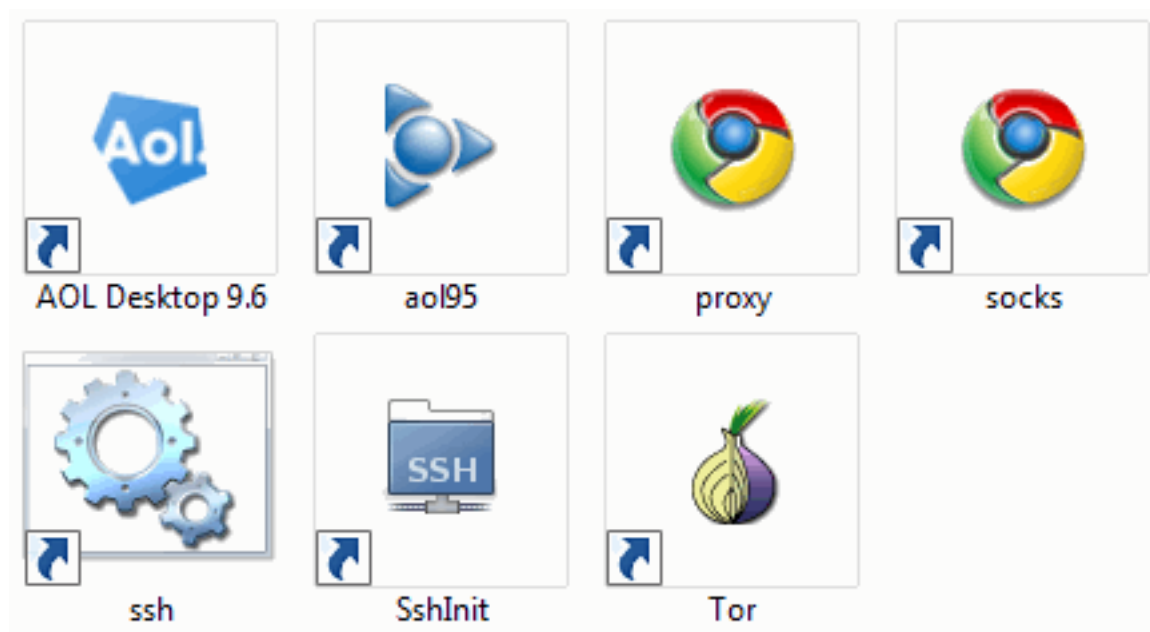 Aol.
AOL Desktop 9.6
aol95
proxy
socks
ssh
SSH
SshInit
Tor